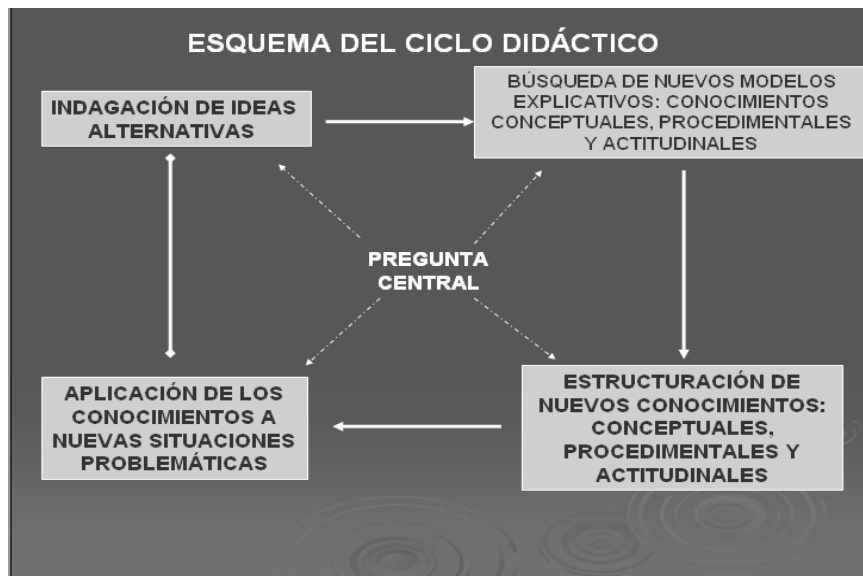 ESQUEMA DEL CICLO DIDÁCTICO
INDAGACIÓN DE IDEAS
ALTERNATIVAS
BÚSQUEDA DE NUEVOS MODELOS
EXPLICATIVOS: CONOCIMIENTOS
CONCEPTUALES, PROCEDIMENTALES
Y ACTITUDINALES
PREGUNTA
CENTRAL
APLICACIÓN DE LOS
CONOCIMIENTOS A
NUEVAS SITUACIONES
PROBLEMÁTICAS
ESTRUCTURACIÓN DE
NUEVOS CONOCIMIENTOS:
CONCEPTUALES,
PROCEDIMENTALES Y
ACTITUDINALES